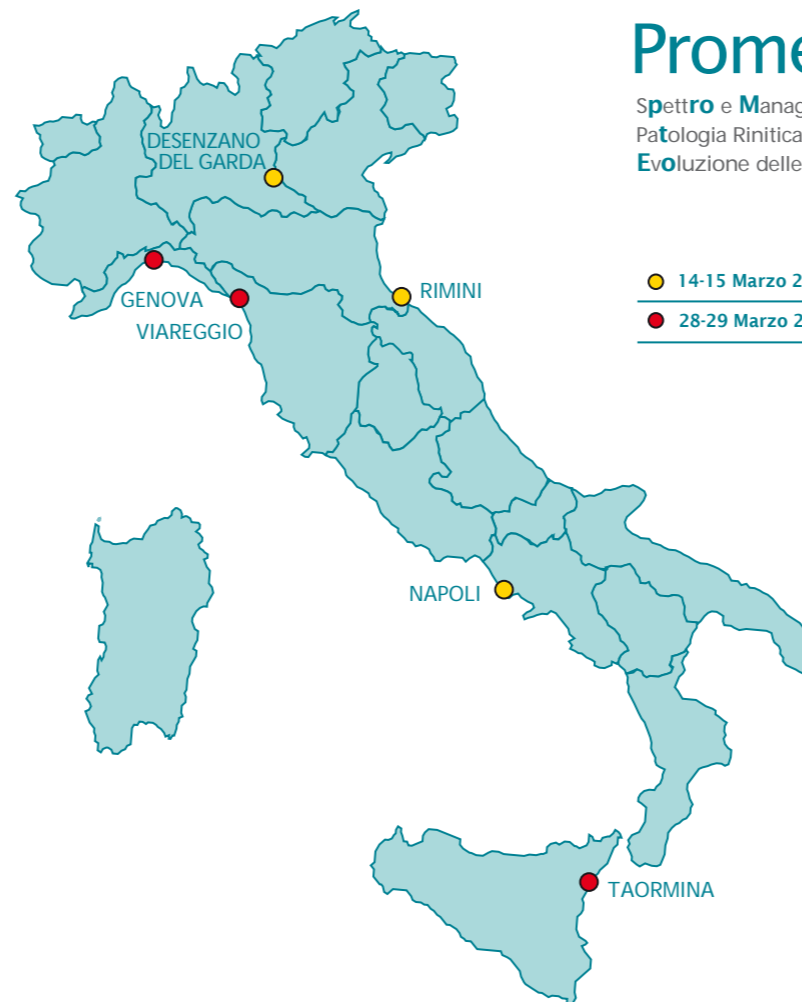 Prome
Spettro e Manag
Patologia Rinitica
Evoluzione delle
DESENZANO
DEL GARDA
14-15 Marzo 2
28-29 Marzo 2
RIMINI
GENOVA
VIAREGGIO
NAPOLI
TAORMINA